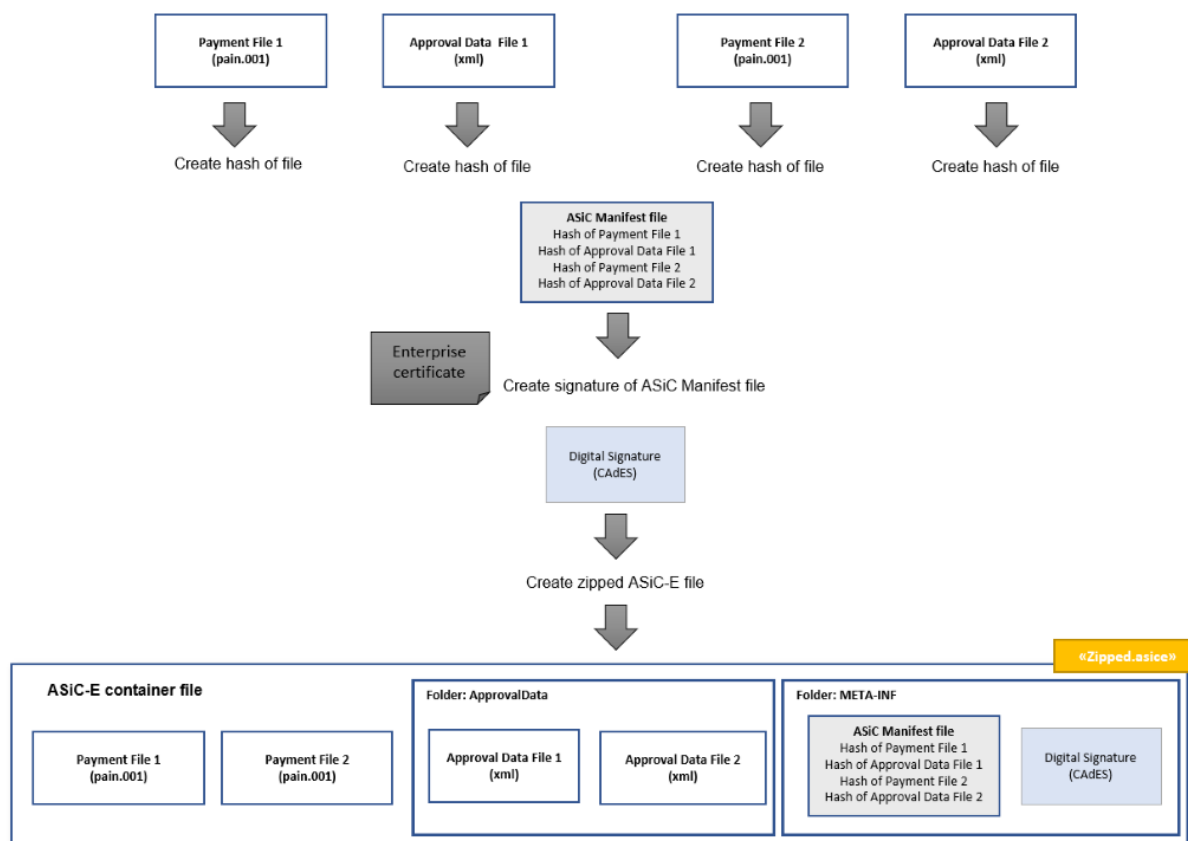 Payment File 1
(pain.001)
Approval Data  File 1
(xml)
Payment File 2
(pain.001)
Approval Data File 2
(xml)
Create hash of file
Create hash of file
Create hash of file
Create hash of file
ASiC Manifest file
Hash of Payment File 1
Hash of Approval Data File 1
Hash of Payment File 2
Hash of Approval Data File 2
Enterprise
certificate
Create signature of ASiC Manifest file
Digital Signature
(CAdES)
Create zipped ASiC-E file
«Zipped.asice»
ASiC-E container file
Payment File 1
(pain.001)
Payment File 2
(pain.001)
Folder: ApprovalData
Approval Data File 1
(xml)
Approval Data File 2
(xml)
Folder: META-INF
ASiC Manifest file
Hash of Payment File 1
Hash of Approval Data File 1
Hash of Payment File 2
Hash of Approval Data File 2
Digital Signature
(CAdES)